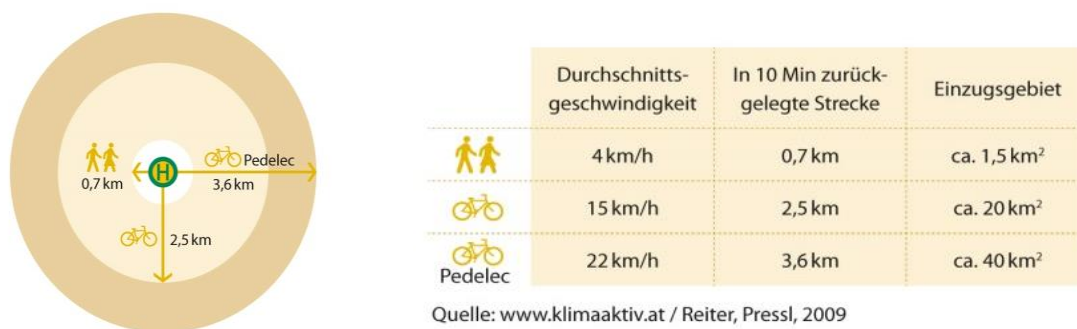 H
Pedelec
0,7 km
3,6 km
2,5 km
Durchschnitts-
geschwindigkeit
In 10 Min zurück-
gelegte Strecke
Einzugsgebiet
4 km/h
0,7 km
ca. 1,5 km²
15 km/h
2,5 km
ca. 20 km²
Pedelec
22 km/h
3,6 km
ca. 40 km²
Quelle: www.klimaaktiv.at / Reiter, Pressl, 2009